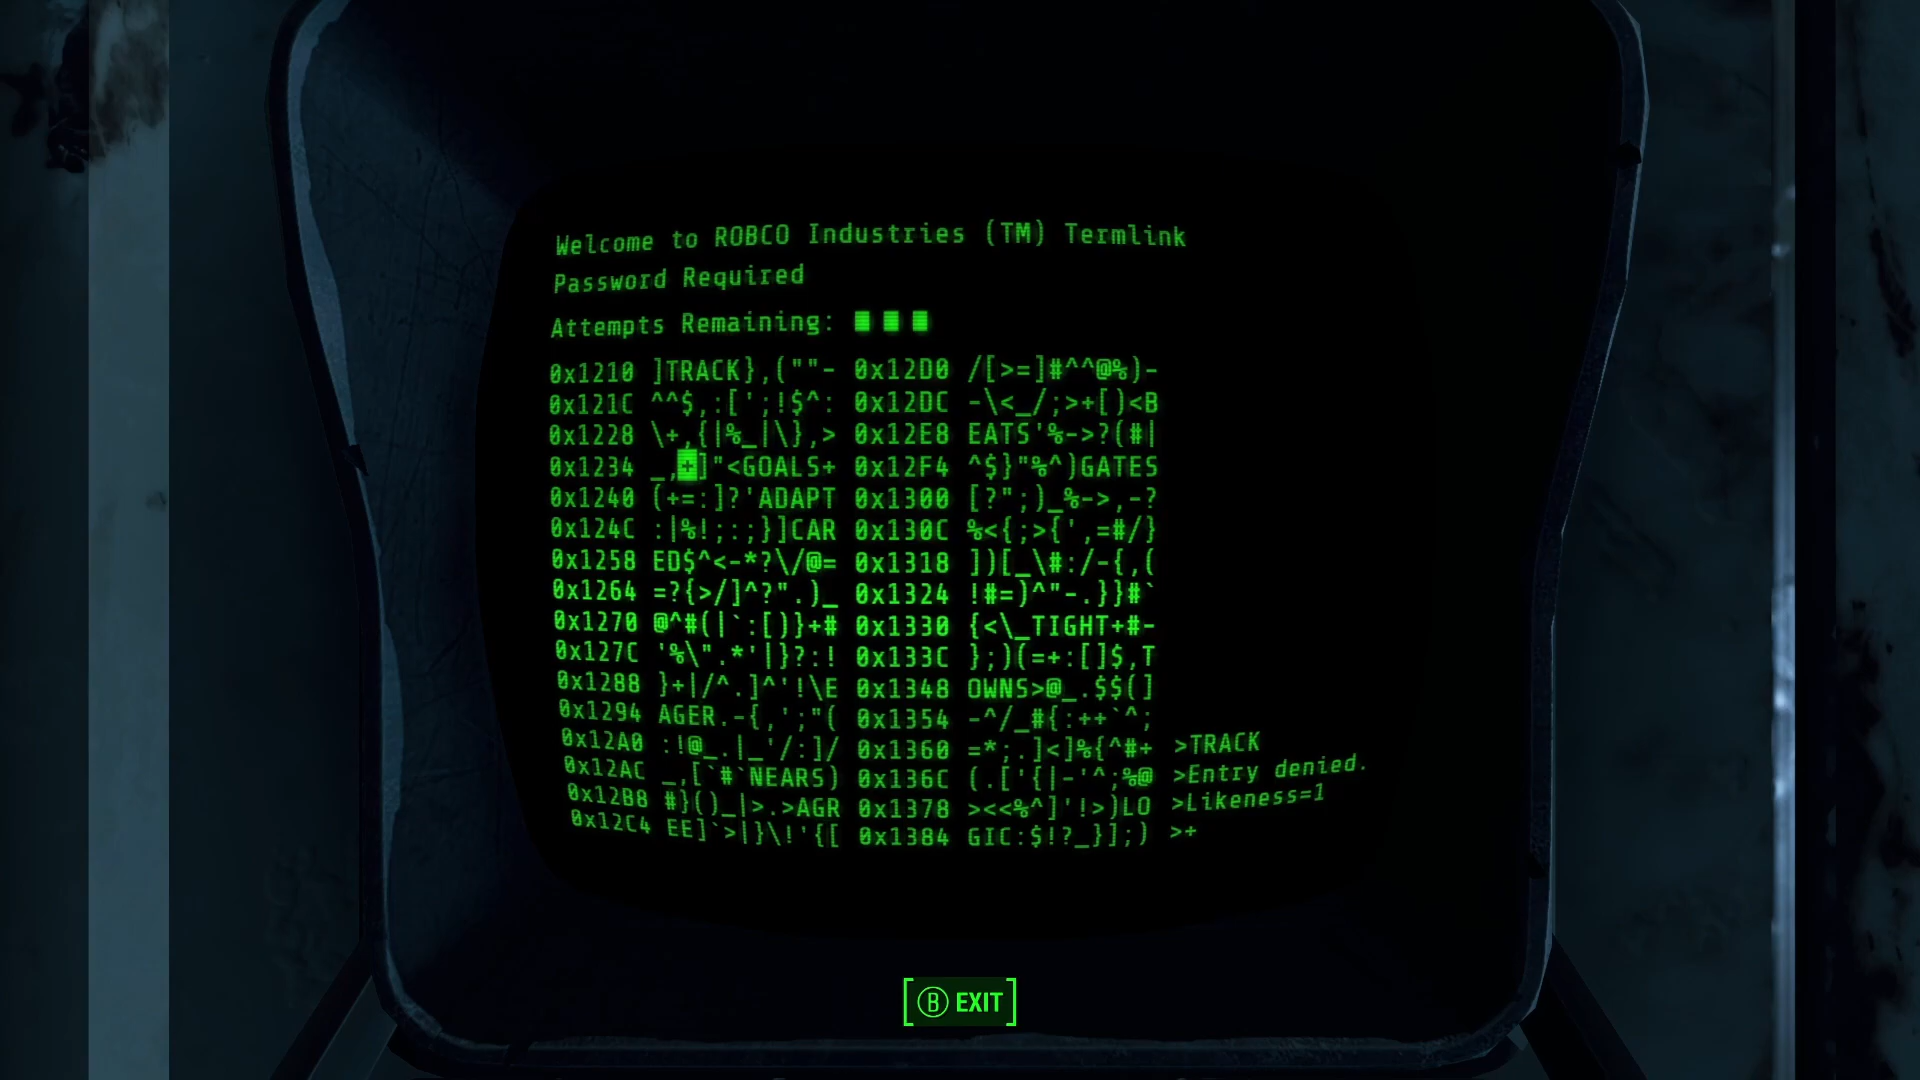 Welcome to ROBCO Industries (TM) Termlink
Password Required
Attempts Remaining:
0x1210 ]TRACK},(""- 0x12D0 /[>=]#^^@%)-
0x121C ^^$,:[';!$^: 0x12DC -\<_/;>+[)<B
0x1228 \+,{|%_|\},> 0x12E8 EATS'%->?(#|
0x1234 _,+]"<GOALS+ 0x12F4 ^$}"%^)GATES
0x1240 (+=:]?'ADAPT 0x1300 [?";)_%->,-?
0x124C :|%!;:;}]CAR 0x130C %<{;>{',=#/}
0x1258 ED$^<-*?\/@= 0x1318 ])[_\#:/-{,(
0x1264 =?{>/]^?".)_ 0x1324 !#=)^"-.}}#`
0x1270 @^#(|`:[)}+# 0x1330 {<\_TIGHT+#-
0x127C '%\".*'|}?:! 0x133C };)(=+:[]$,T
0x1288 }+|/^.]^'!\E 0x1348 OWNS>@_.$$(]
0x1294 AGER.-{,';"( 0x1354 -^/_#{:++`^;
0x12A0 :!@_.|_'/:]/ 0x1360 =*;.]<]%{^#+ >TRACK
0x12AC _,[`#`NEARS) 0x136C (.['{|-'^;%@ >Entry denied.
0x12B8 #}()_|>.>AGR 0x1378 ><<%^]'!>)LO >Likeness=1
0x12C4 EE]`>|}\!'{[ 0x1384 GIC:$!?_}];) >+
B EXIT